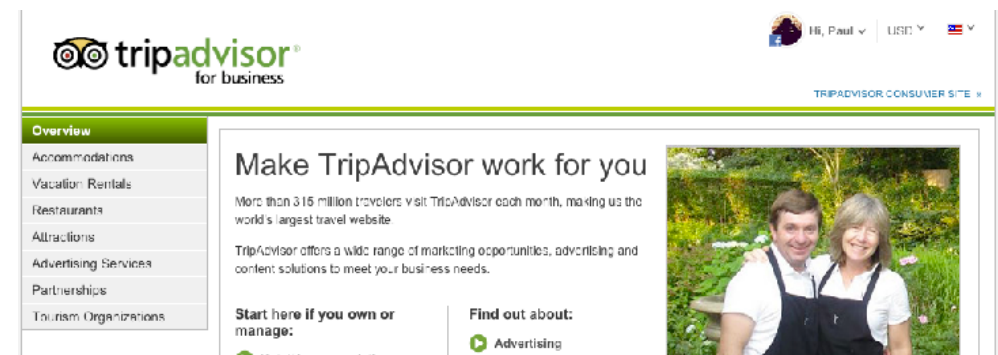 tripadvisor®
for business
Hi, Paul
USD
TRIPADVISOR CONSUMER SITE
Overview
Accommodations
Vacation Rentals
Restaurants
Attractions
Advertising Services
Partnerships
Tourism Organizations
Make TripAdvisor work for you
More than 315 million travelers visit TripAdvisor each month, making us the
world's largest travel website.
TripAdvisor offers a wide range of marketing opportunities, advertising and
content solutions to meet your business needs.
Start here if you own or
manage:
Find out about:
Advertising